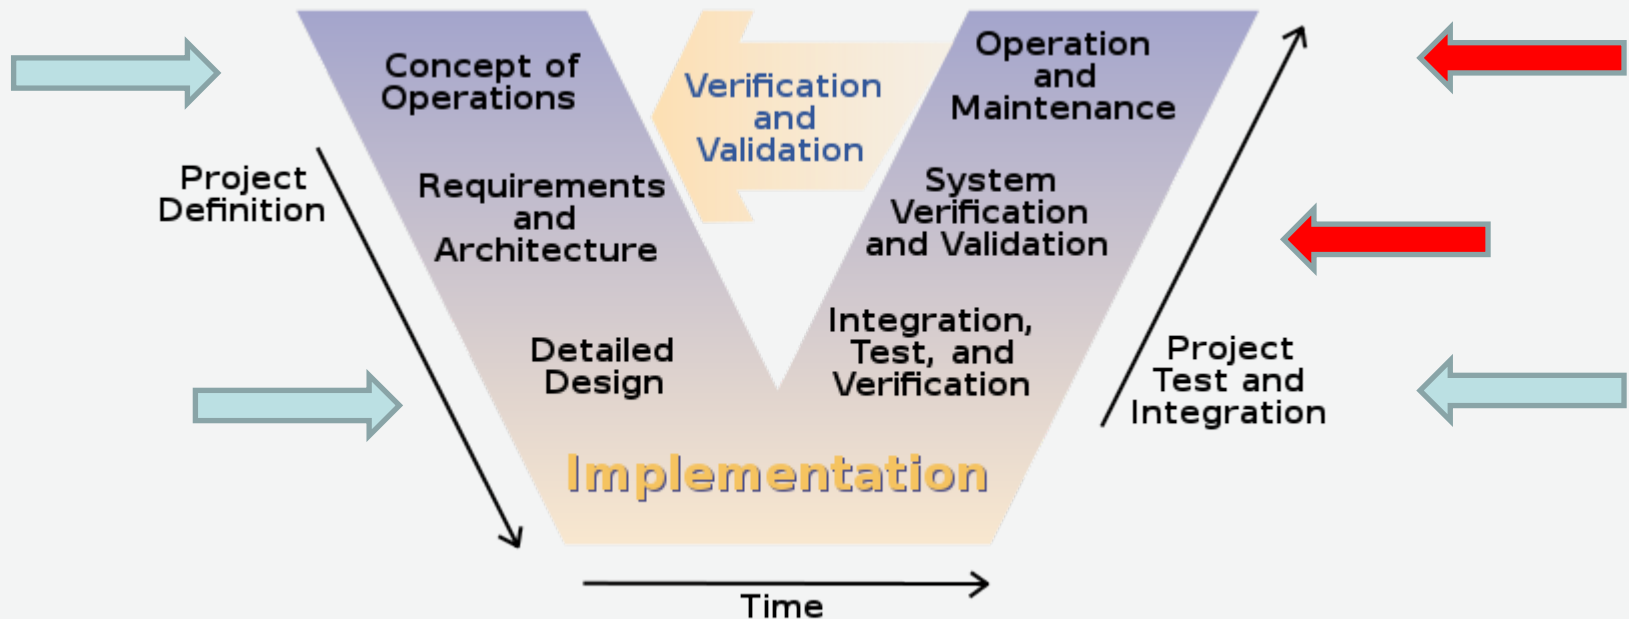 Concept of
Operations
Verification
and
Validation
Operation
and
Maintenance
Project
Definition
Requirements
and
Architecture
System
Verification
and Validation
Detailed
Design
Integration,
Test, and
Verification
Project
Test and
Integration
Implementation
Time